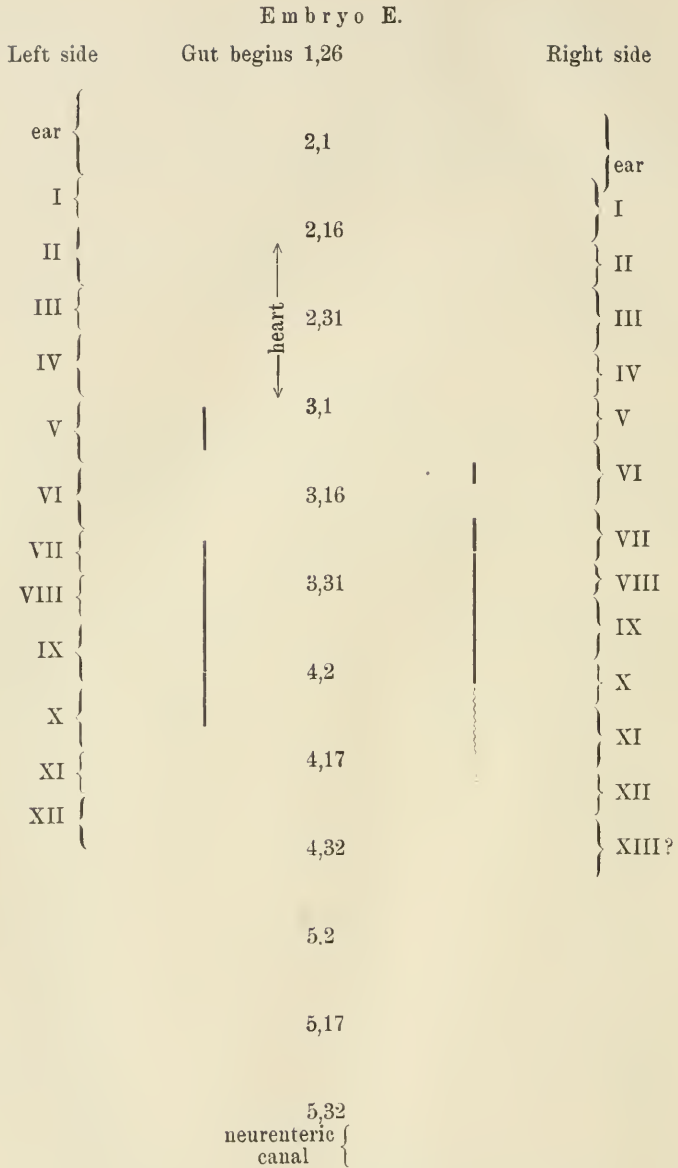 Embryo E.
Left side Gut begins 1,26 Right side
ear 2,1
ear
I
I
2,16
II
II
III heart 2,31 III
IV
IV
3,1
V
V
VI
VI 3,16
VII
VII
VIII 3,31 VIII
IX
IX
4,2
X
X
XI
XI 4,17
XII
XII
4,32 XIII?
5.2
5,17
5,32
neurenteric
canal